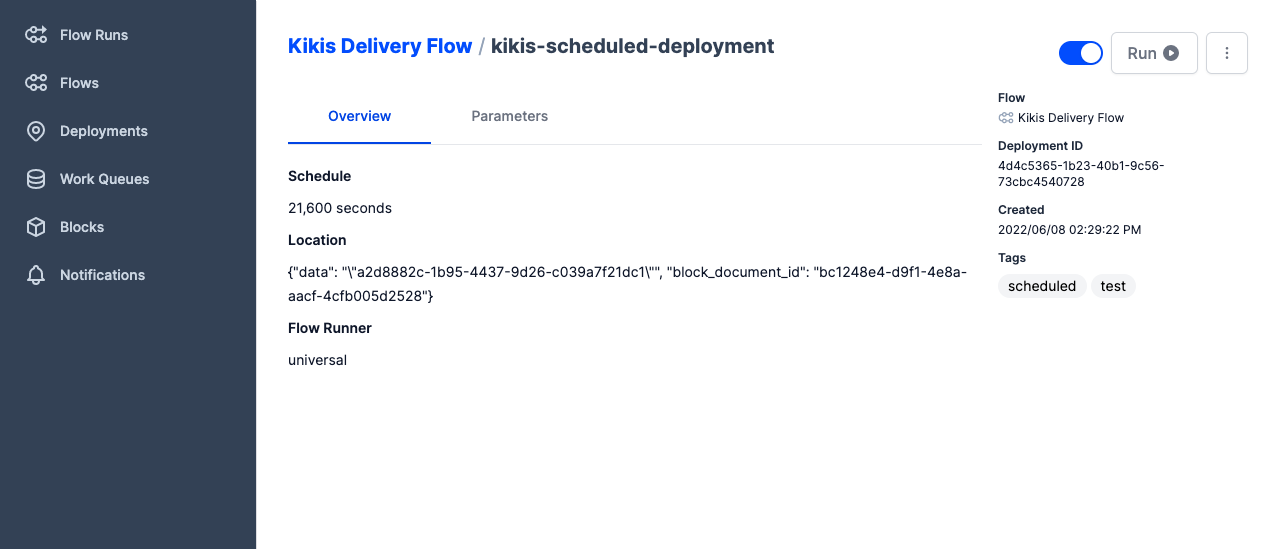 Flow Runs
Flows
Deployments
Work Queues
Blocks
Notifications
Kikis Delivery Flow / kikis-scheduled-deployment
Run
Overview Parameters
Schedule
21,600 seconds
Location
{"data": "\"a2d8882c-1b95-4437-9d26-c039a7f21dc1\"", "block_document_id": "bc1248e4-d9f1-4e8a-
aacf-4cfb005d2528"}
Flow Runner
universal
Flow
Kikis Delivery Flow
Deployment ID
4d4c5365-1b23-40b1-9c56-
73cbc4540728
Created
2022/06/08 02:29:22 PM
Tags
scheduled test